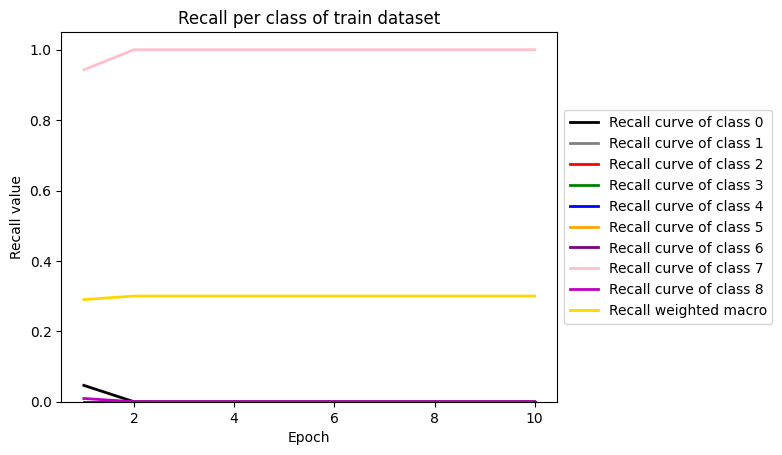 Recall per class of train dataset
1.0
0.8
0.6
0.4
0.2
0.0
Recall value
2
4
6
8
10
Epoch
Recall curve of class 0
Recall curve of class 1
Recall curve of class 2
Recall curve of class 3
Recall curve of class 4
Recall curve of class 5
Recall curve of class 6
Recall curve of class 7
Recall curve of class 8
Recall weighted macro